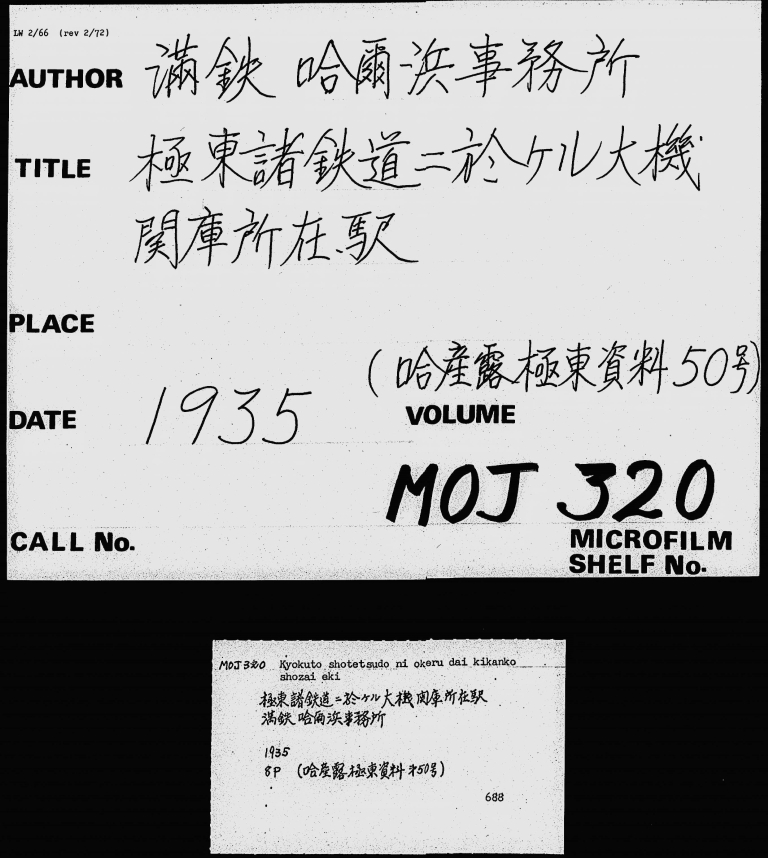 LW 2/66 (rev 2/72)
AUTHOR 満鉄 哈爾浜事務所
TITLE 極東諸鉄道ニ於ケル大機
関庫所在駅
PLACE
(哈産露極東資料50号)
DATE 1935 VOLUME
MOJ 320
CALL No. MICROFILM
SHELF No.
MOJ 320 Kyokuto shotetsudo ni okeru dai kikanko
shozai eki
極東諸鉄道ニ於ケル大機関庫所在駅
満鉄 哈爾浜事務所
1935
8P (哈産露極東資料 才50号)
688